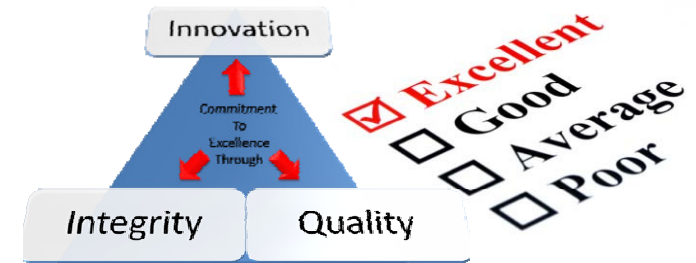 Innovation
Commitment
To
Excellence
Through
Integrity
Quality
Excellent
Good
Average
Poor